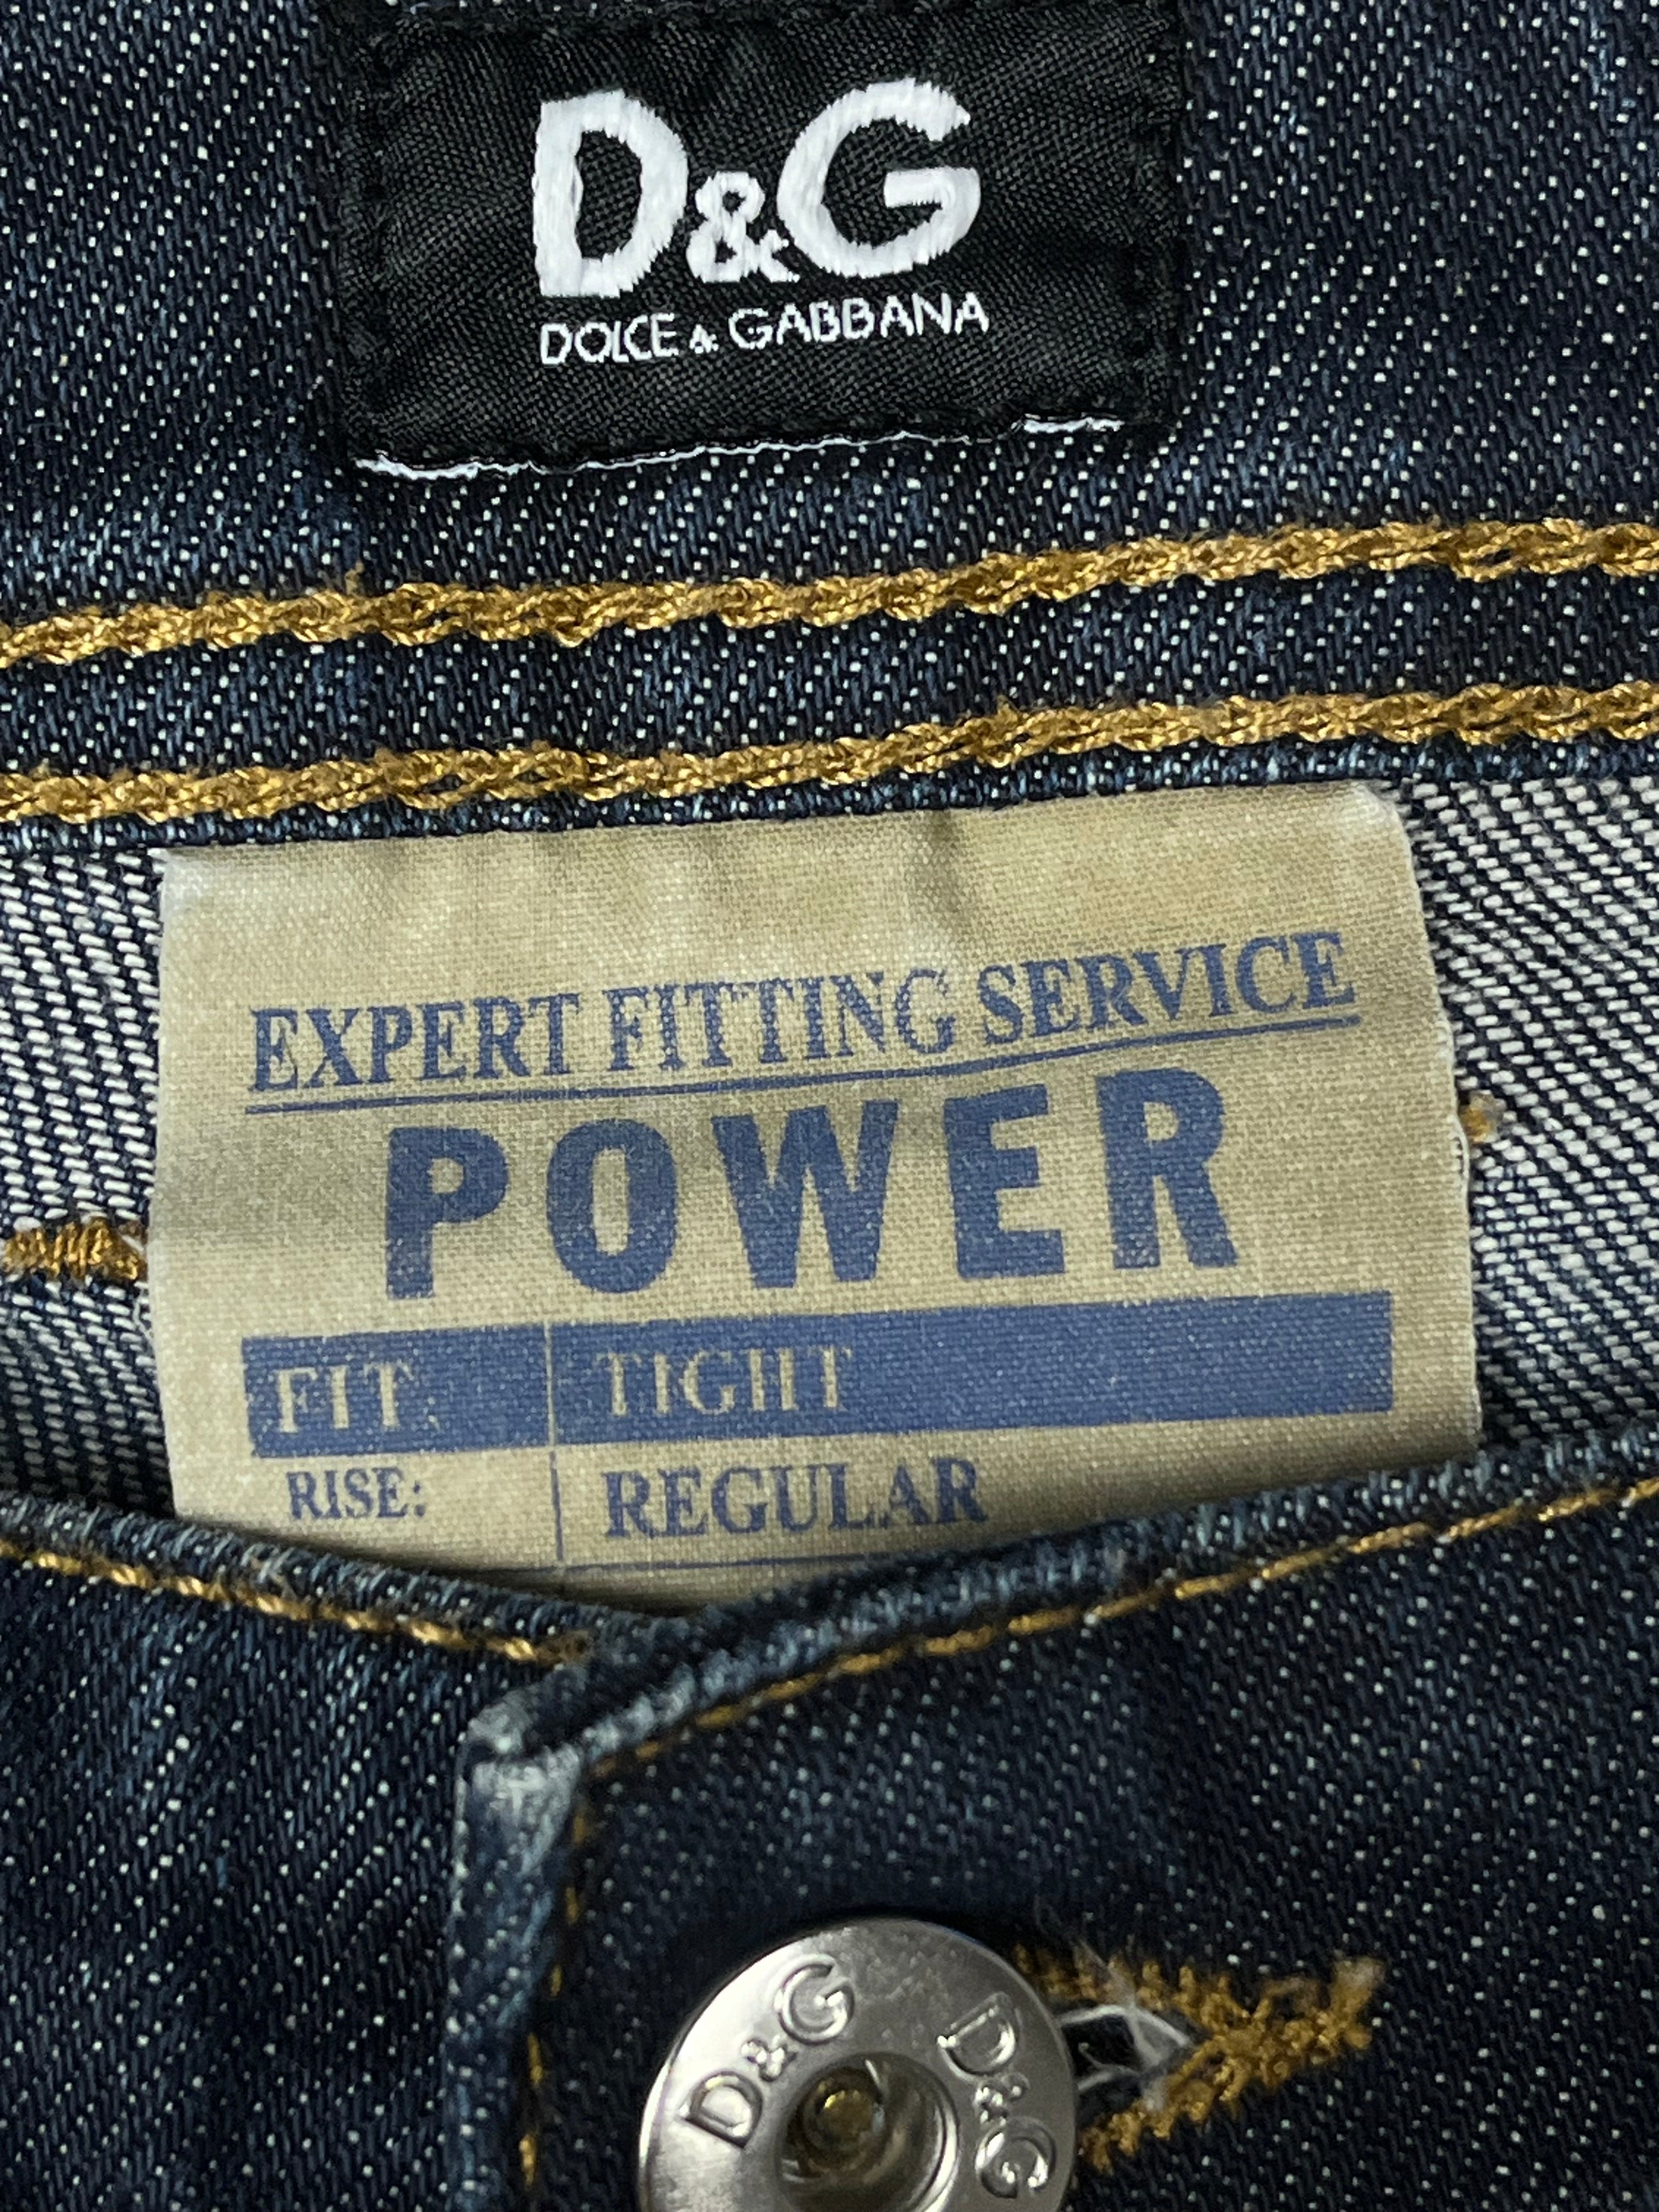 D&G
DOLCE & GABBANA
EXPERT FITTING SERVICE
POWER
FIT: TIGHT
RISE: REGULAR
D&G D&G